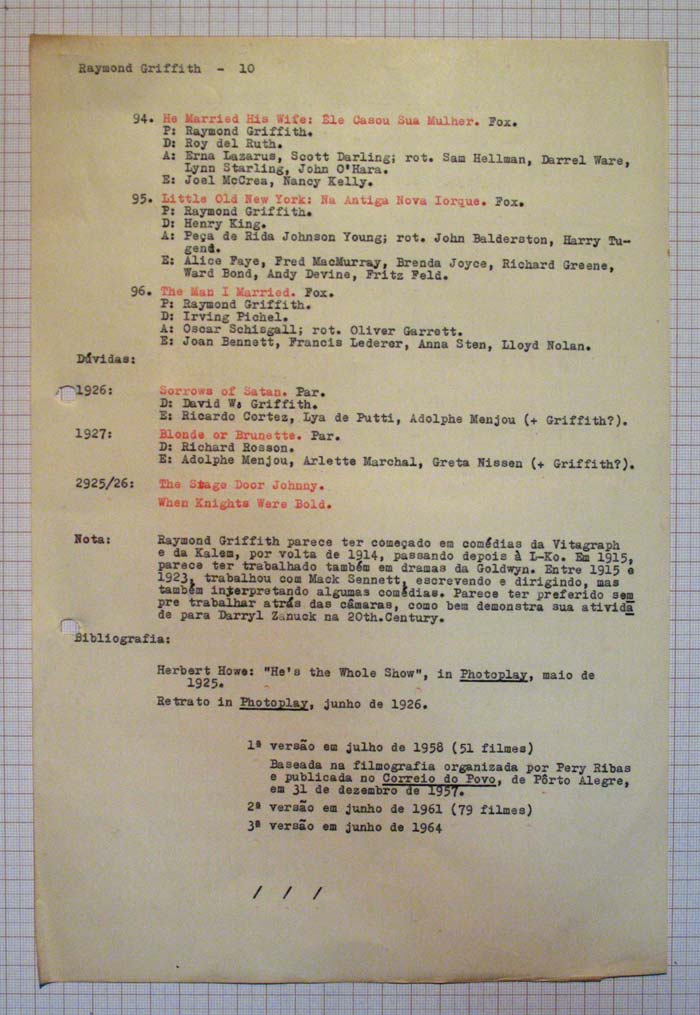 Raymond Griffith - 10
94. He Married His Wife: Êle Casou Sua Mulher. Fox.
P: Raymond Griffith.
D: Roy del Ruth.
A: Erna Lazarus, Scott Darling; rot. Sam Hellman, Darrel Ware,
Lynn Starling, John O'Hara.
E: Joel McCrea, Nancy Kelly.
95. Little Old New York: Na Antiga Nova Iorque. Fox.
P: Raymond Griffith.
D: Henry King.
A: Peça de Rida Johnson Young; rot. John Balderston, Harry Tu-
gend.
E: Alice Faye, Fred MacMurray, Brenda Joyce, Richard Greene,
Ward Bond, Andy Devine, Fritz Feld.
96. The Man I Married. Fox.
P: Raymond Griffith.
D: Irving Pichel.
A: Oscar Schisgall; rot. Oliver Garrett.
E: Joan Bennett, Francis Lederer, Anna Sten, Lloyd Nolan.
Dúvidas:
1926: Sorrows of Satan. Par.
D: David W. Griffith.
E: Ricardo Cortez, Lya de Putti, Adolphe Menjou (+ Griffith?).
1927: Blonde or Brunette. Par.
D: Richard Rosson.
E: Adolphe Menjou, Arlette Marchal, Greta Nissen (+ Griffith?).
2925/26: The Stage Door Johnny.
When Knights Were Bold.
Nota: Raymond Griffith parece ter começado em comédias da Vitagraph
e da Kalem, por volta de 1914, passando depois à L-Ko. Em 1915,
parece ter trabalhado também em dramas da Goldwyn. Entre 1915 e
1923, trabalhou com Mack Sennett, escrevendo e dirigindo, mas
também interpretando algumas comédias. Parece ter preferido sem
pre trabalhar atrás das câmaras, como bem demonstra sua ativida
de para Darryl Zanuck na 20th.Century.
Bibliografia:
Herbert Howe: "He's the Whole Show", in Photoplay, maio de
1925.
Retrato in Photoplay, junho de 1926.
1ª versão em julho de 1958 (51 filmes)
Baseada na filmografia organizada por Pery Ribas
e publicada no Correio do Povo, de Pôrto Alegre,
em 31 de dezembro de 1957.
2ª versão em junho de 1961 (79 filmes)
3ª versão em junho de 1964
/ / /